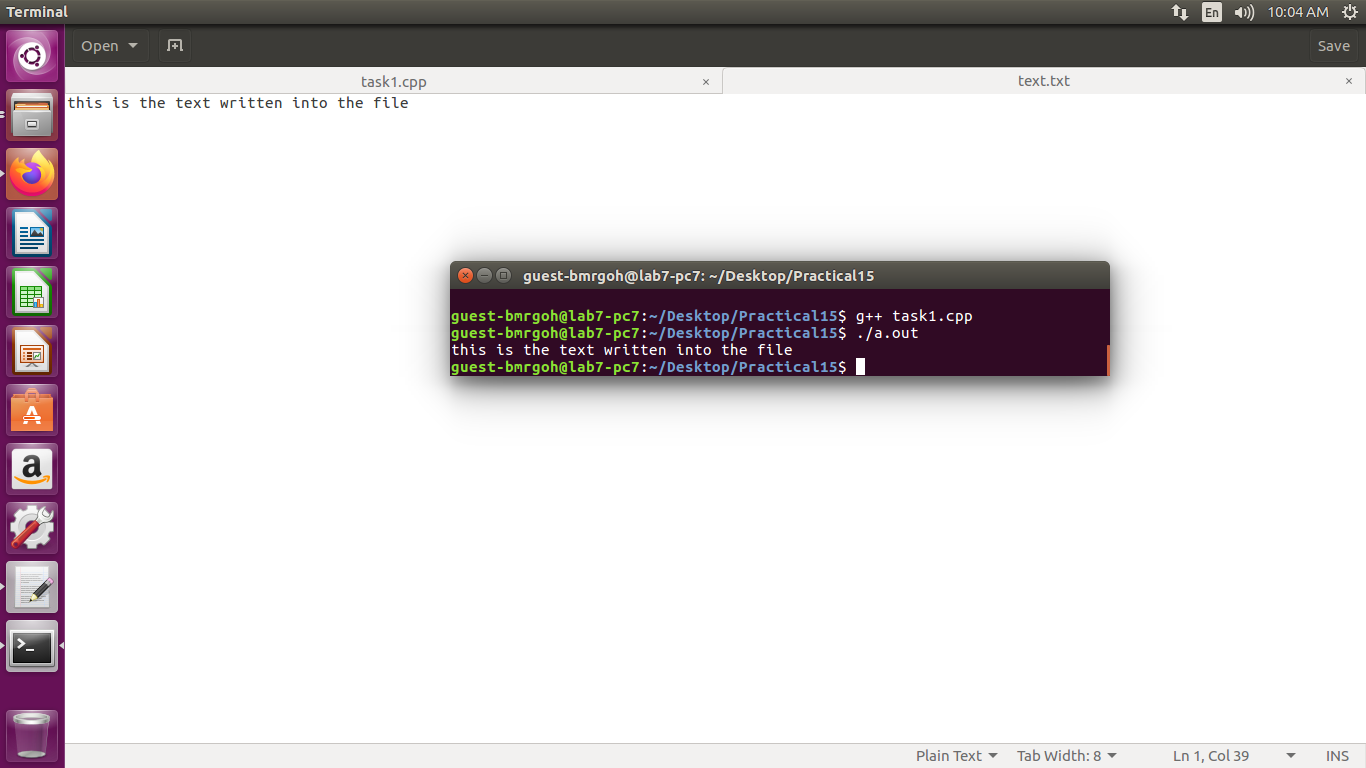 Terminal
En
10:04 AM
Open
Save
task1.cpp ×
text.txt ×
this is the text written into the file
guest-bmrgoh@lab7-pc7: ~/Desktop/Practical15
guest-bmrgoh@lab7-pc7:~/Desktop/Practical15$ g++ task1.cpp
guest-bmrgoh@lab7-pc7:~/Desktop/Practical15$ ./a.out
this is the text written into the file
guest-bmrgoh@lab7-pc7:~/Desktop/Practical15$
Plain Text
Tab Width: 8
Ln 1, Col 39
INS